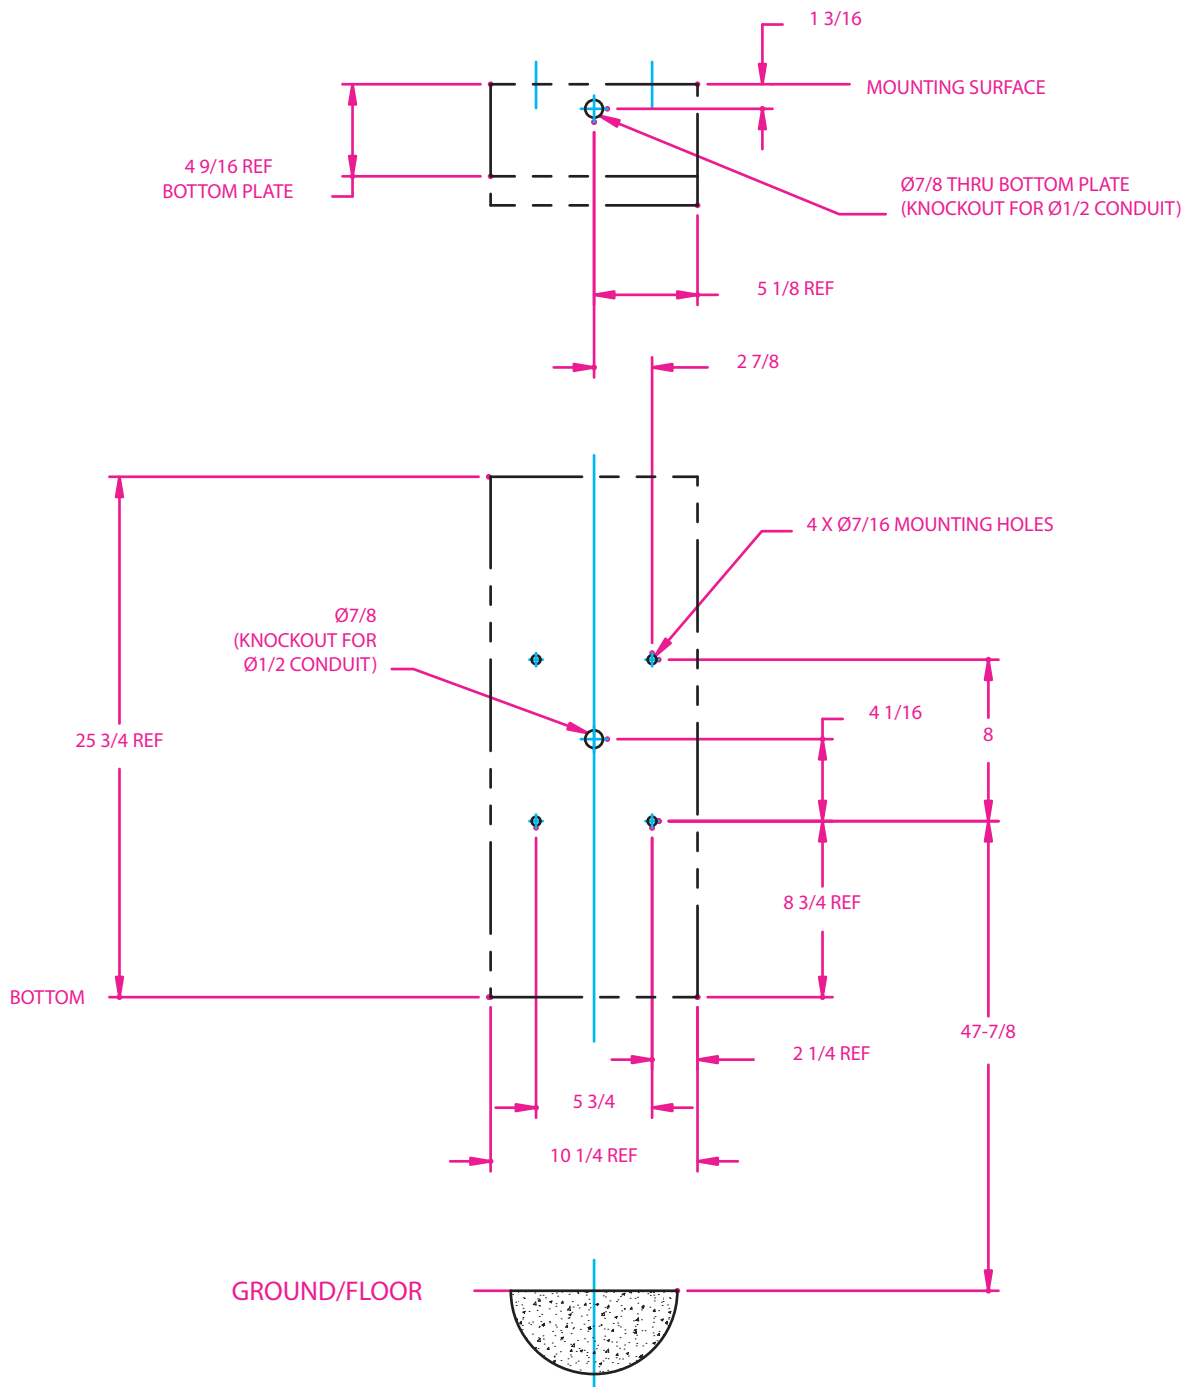 1 3/16
MOUNTING SURFACE
4 9/16 REF
BOTTOM PLATE
Ø7/8 THRU BOTTOM PLATE
(KNOCKOUT FOR Ø1/2 CONDUIT)
5 1/8 REF
2 7/8
4 X Ø7/16 MOUNTING HOLES
Ø7/8
(KNOCKOUT FOR
Ø1/2 CONDUIT)
4 1/16
8
25 3/4 REF
8 3/4 REF
BOTTOM
47-7/8
2 1/4 REF
5 3/4
10 1/4 REF
GROUND/FLOOR